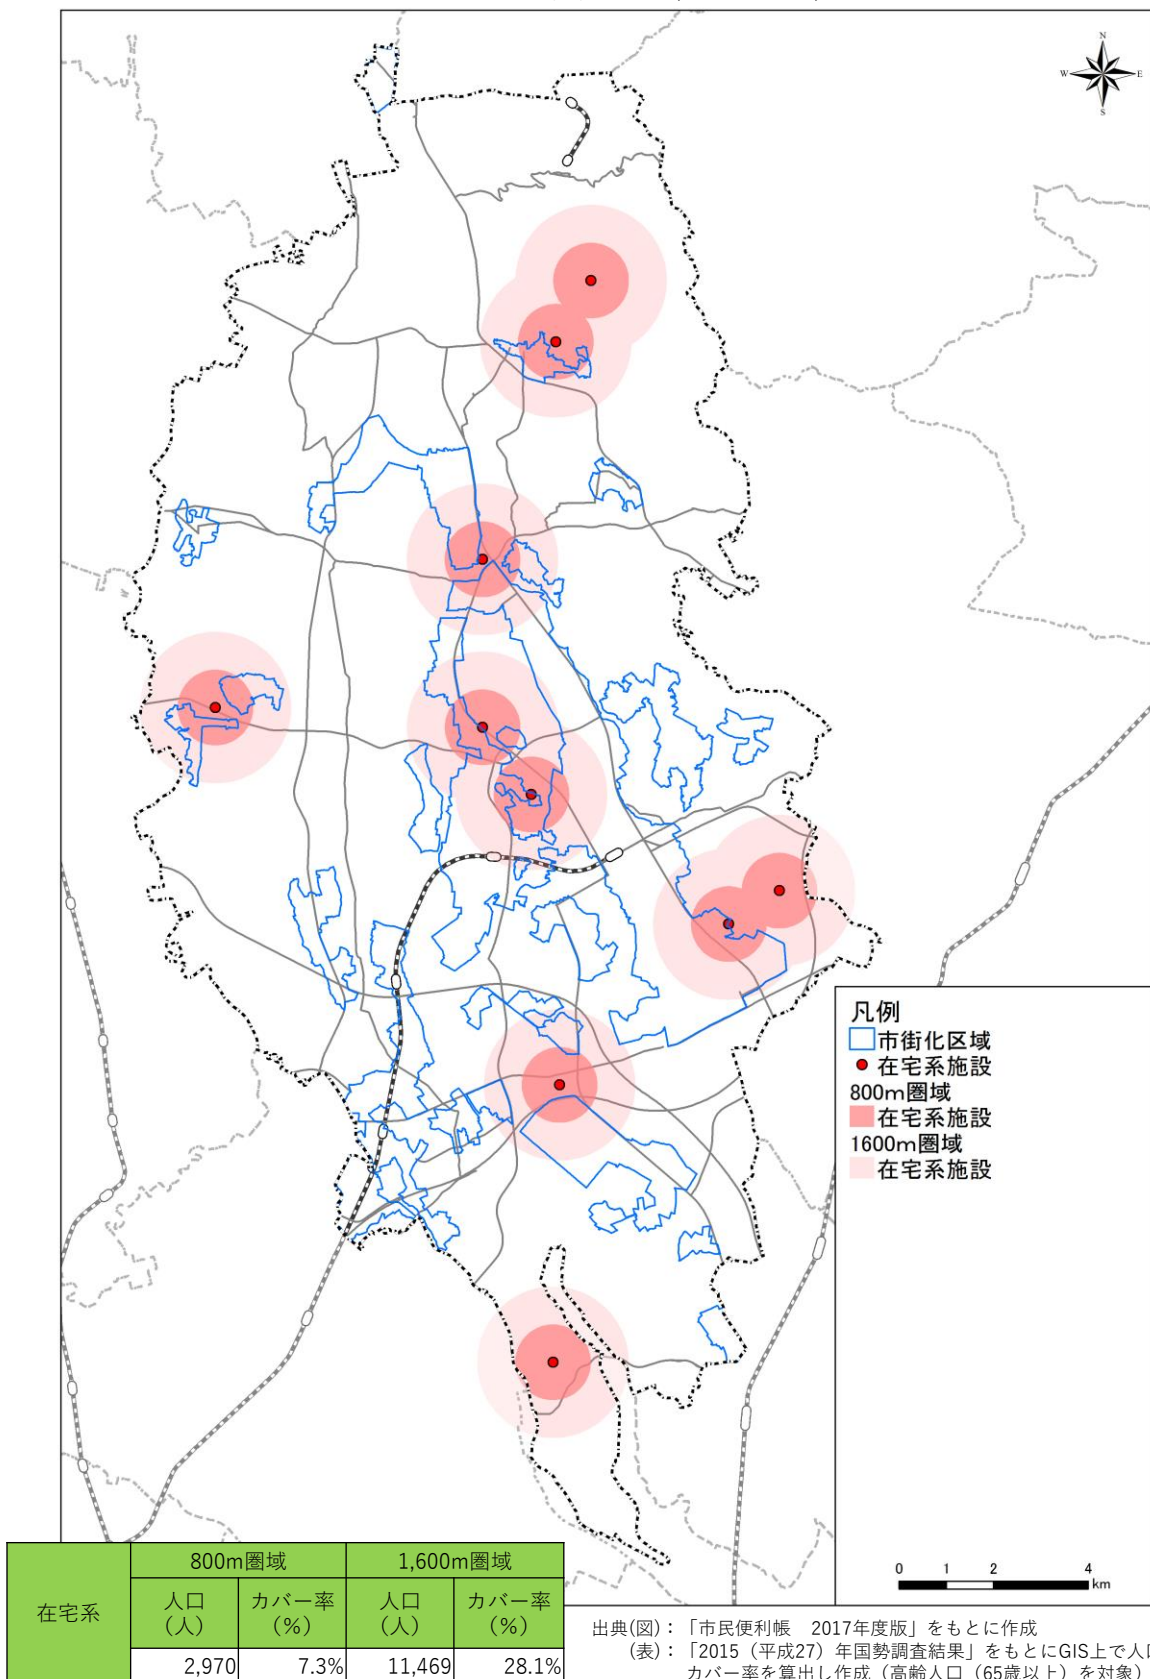 N
W E
S
凡例
市街化区域
在宅系施設
800m圏域
在宅系施設
1600m圏域
在宅系施設
0 1 2 4
km
在宅系
800m圏域 1,600m圏域
人口(人) カバー率(%) 人口(人) カバー率(%)
2,970 7.3% 11,469 28.1%
出典(図)：「市民便利帳 2017年度版」をもとに作成
(表)：「2015（平成27）年国勢調査結果」をもとにGIS上で人口
カバー率を算出し作成（高齢人口（65歳以上）を対象）